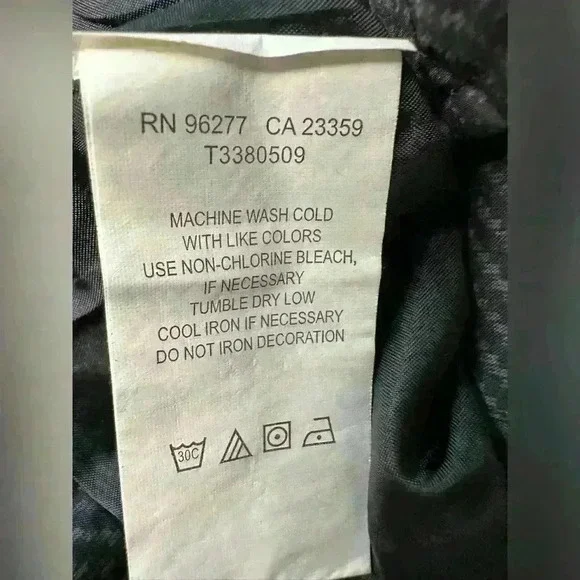 RN 96277 CA 23359
T3380509
MACHINE WASH COLD
WITH LIKE COLORS
USE NON-CHLORINE BLEACH,
IF NECESSARY
TUMBLE DRY LOW
COOL IRON IF NECESSARY
DO NOT IRON DECORATION
30C